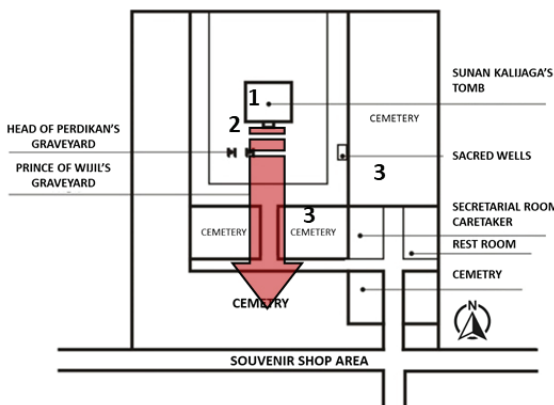 1
2
3
3
SUNAN KALIJAGA'S
TOMB
CEMETERY
HEAD OF PERDIKAN'S
GRAVEYARD
SACRED WELLS
PRINCE OF WIJIL'S
GRAVEYARD
SECRETARIAL ROOM
CARETAKER
CEMETERY
CEMETERY
REST ROOM
CEMETRY
CEMETRY
N
SOUVENIR SHOP AREA